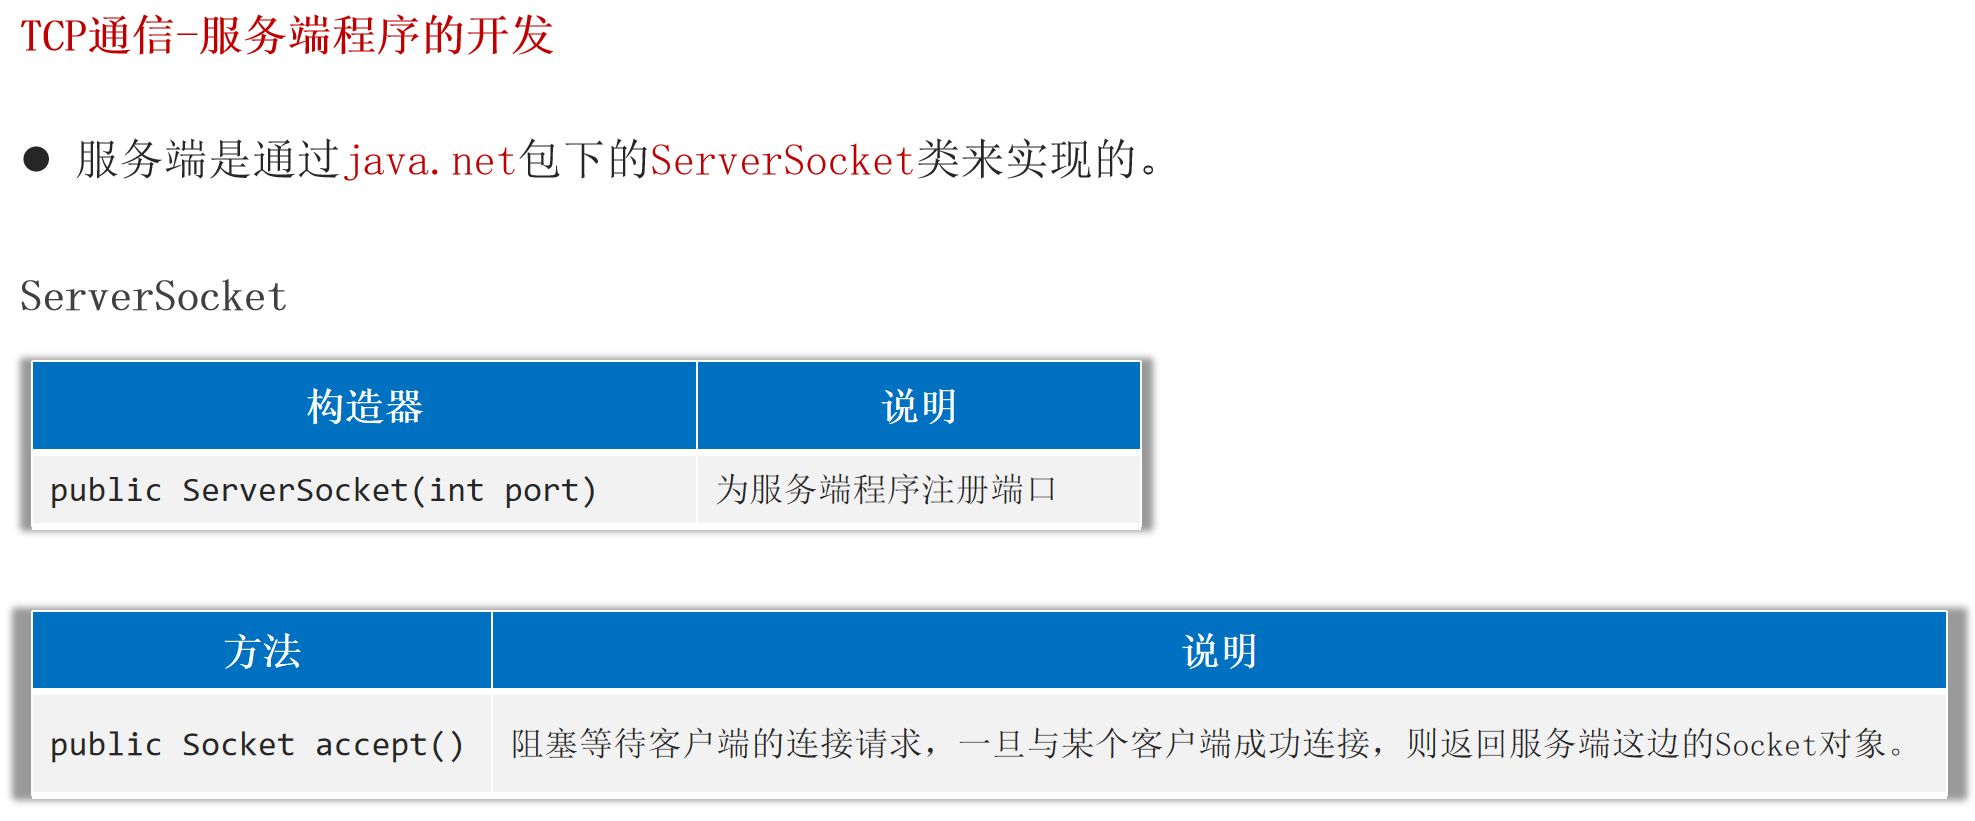 TCP通信-服务端程序的开发
● 服务端是通过java.net包下的ServerSocket类来实现的。
ServerSocket
构造器 说明
public ServerSocket(int port) 为服务端程序注册端口
方法 说明
public Socket accept() 阻塞等待客户端的连接请求，一旦与某个客户端成功连接，则返回服务端这边的Socket对象。